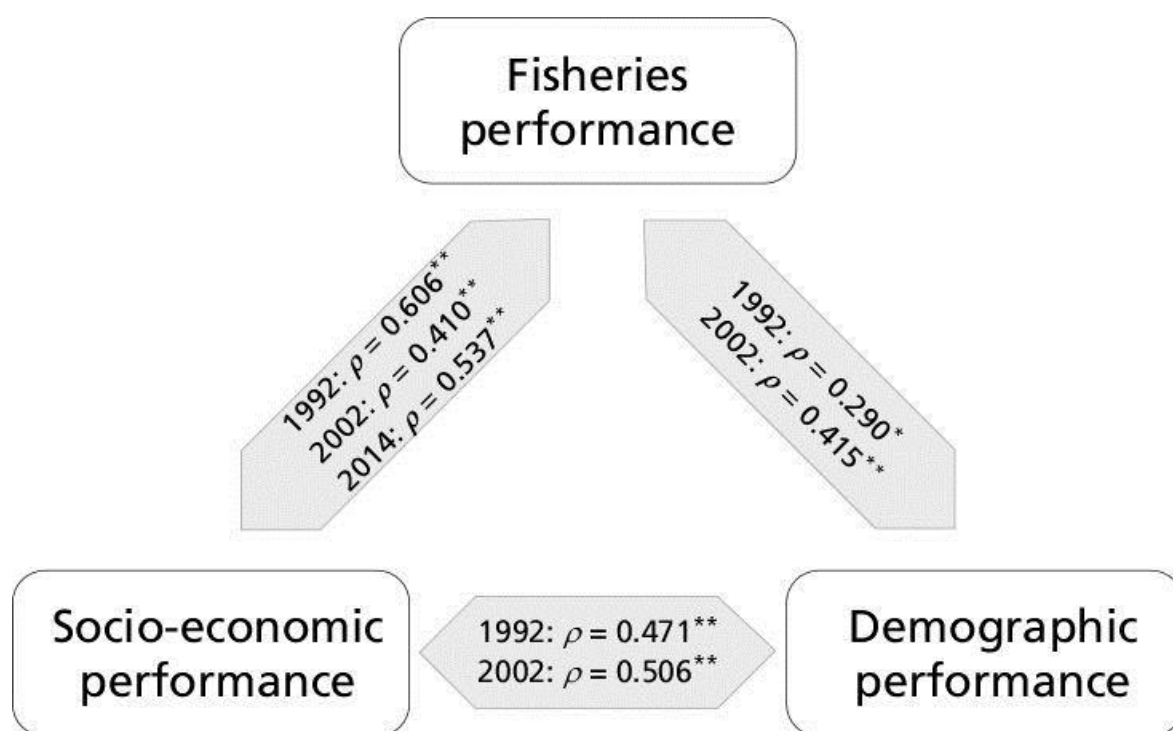 Fisheries
performance
1992: ρ = 0.606**
2002: ρ = 0.410**
2014: ρ = 0.537**
1992: ρ = 0.290*
2002: ρ = 0.415**
Socio-economic
performance
1992: ρ = 0.471**
2002: ρ = 0.506**
Demographic
performance